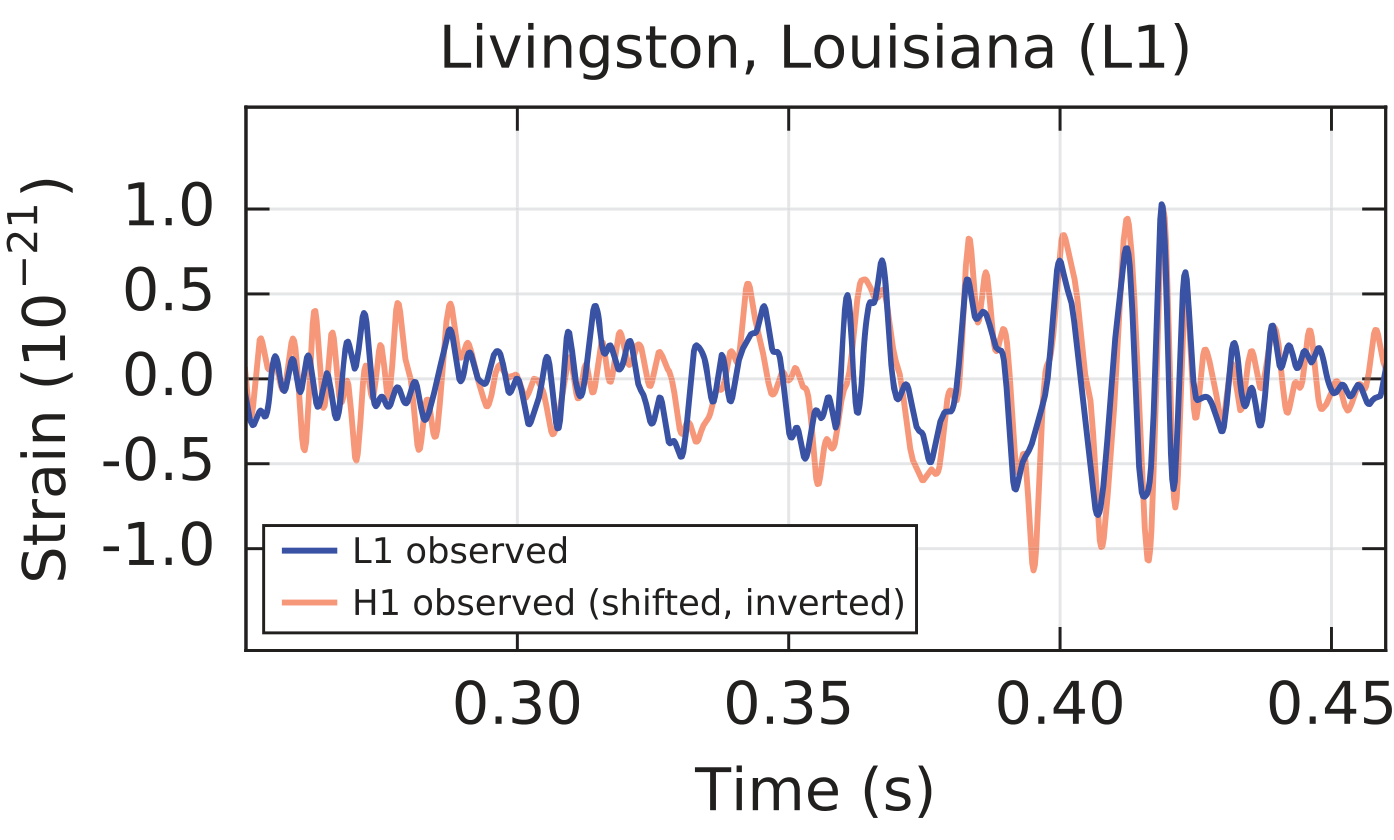 Livingston, Louisiana (L1)
Strain (10⁻²¹)
1.0
0.5
0.0
-0.5
-1.0
L1 observed
H1 observed (shifted, inverted)
0.30 0.35 0.40 0.45
Time (s)